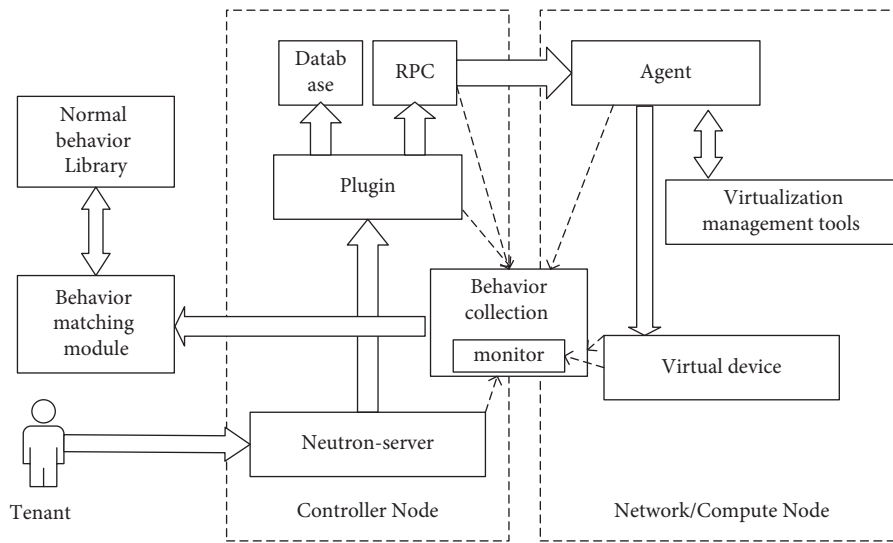 Datab
ase
RPC
Agent
Normal
behavior
Library
Plugin
Virtualization
management tools
Behavior
matching
module
Behavior
collection
monitor
Virtual device
Neutron-server
Tenant
Controller Node
Network/Compute Node